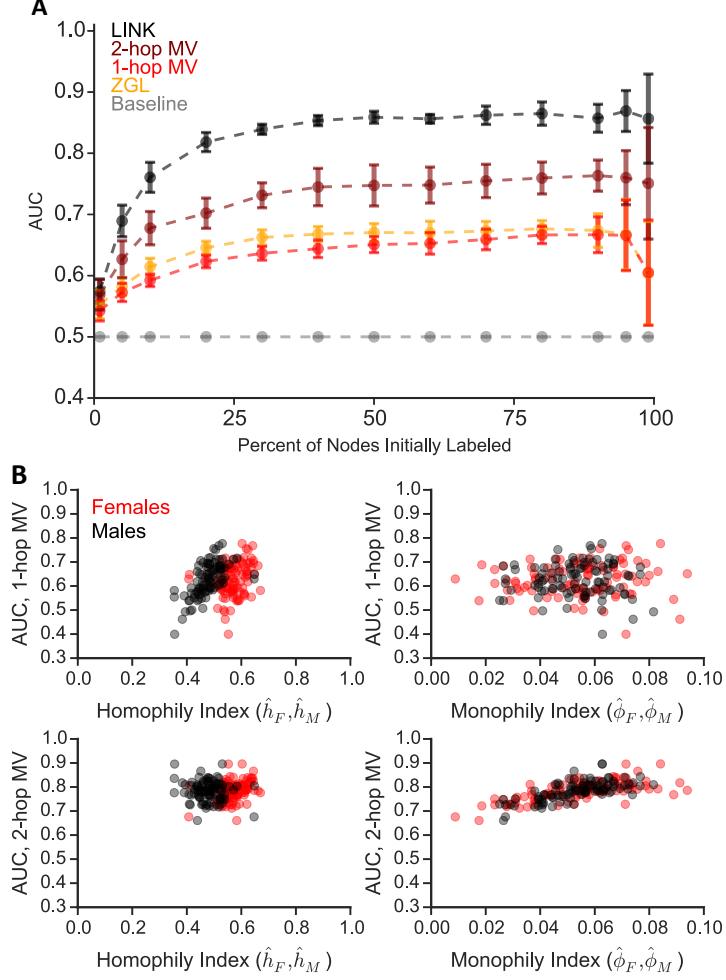 A
LINK
2-hop MV
1-hop MV
ZGL
Baseline
1.0
0.9
0.8
0.7
0.6
0.5
0.4
AUC
0
25
50
75
100
Percent of Nodes Initially Labeled
B
Females
Males
1.0
0.9
0.8
0.7
0.6
0.5
0.4
0.3
AUC, 1-hop MV
0.0 0.2 0.4 0.6 0.8 1.0
Homophily Index (ĥ_F, ĥ_M)
1.0
0.9
0.8
0.7
0.6
0.5
0.4
0.3
AUC, 1-hop MV
0.00 0.02 0.04 0.06 0.08 0.10
Monophily Index (ϕ̂_F, ϕ̂_M)
1.0
0.9
0.8
0.7
0.6
0.5
0.4
0.3
AUC, 2-hop MV
0.0 0.2 0.4 0.6 0.8 1.0
Homophily Index (ĥ_F, ĥ_M)
1.0
0.9
0.8
0.7
0.6
0.5
0.4
0.3
AUC, 2-hop MV
0.00 0.02 0.04 0.06 0.08 0.10
Monophily Index (ϕ̂_F, ϕ̂_M)